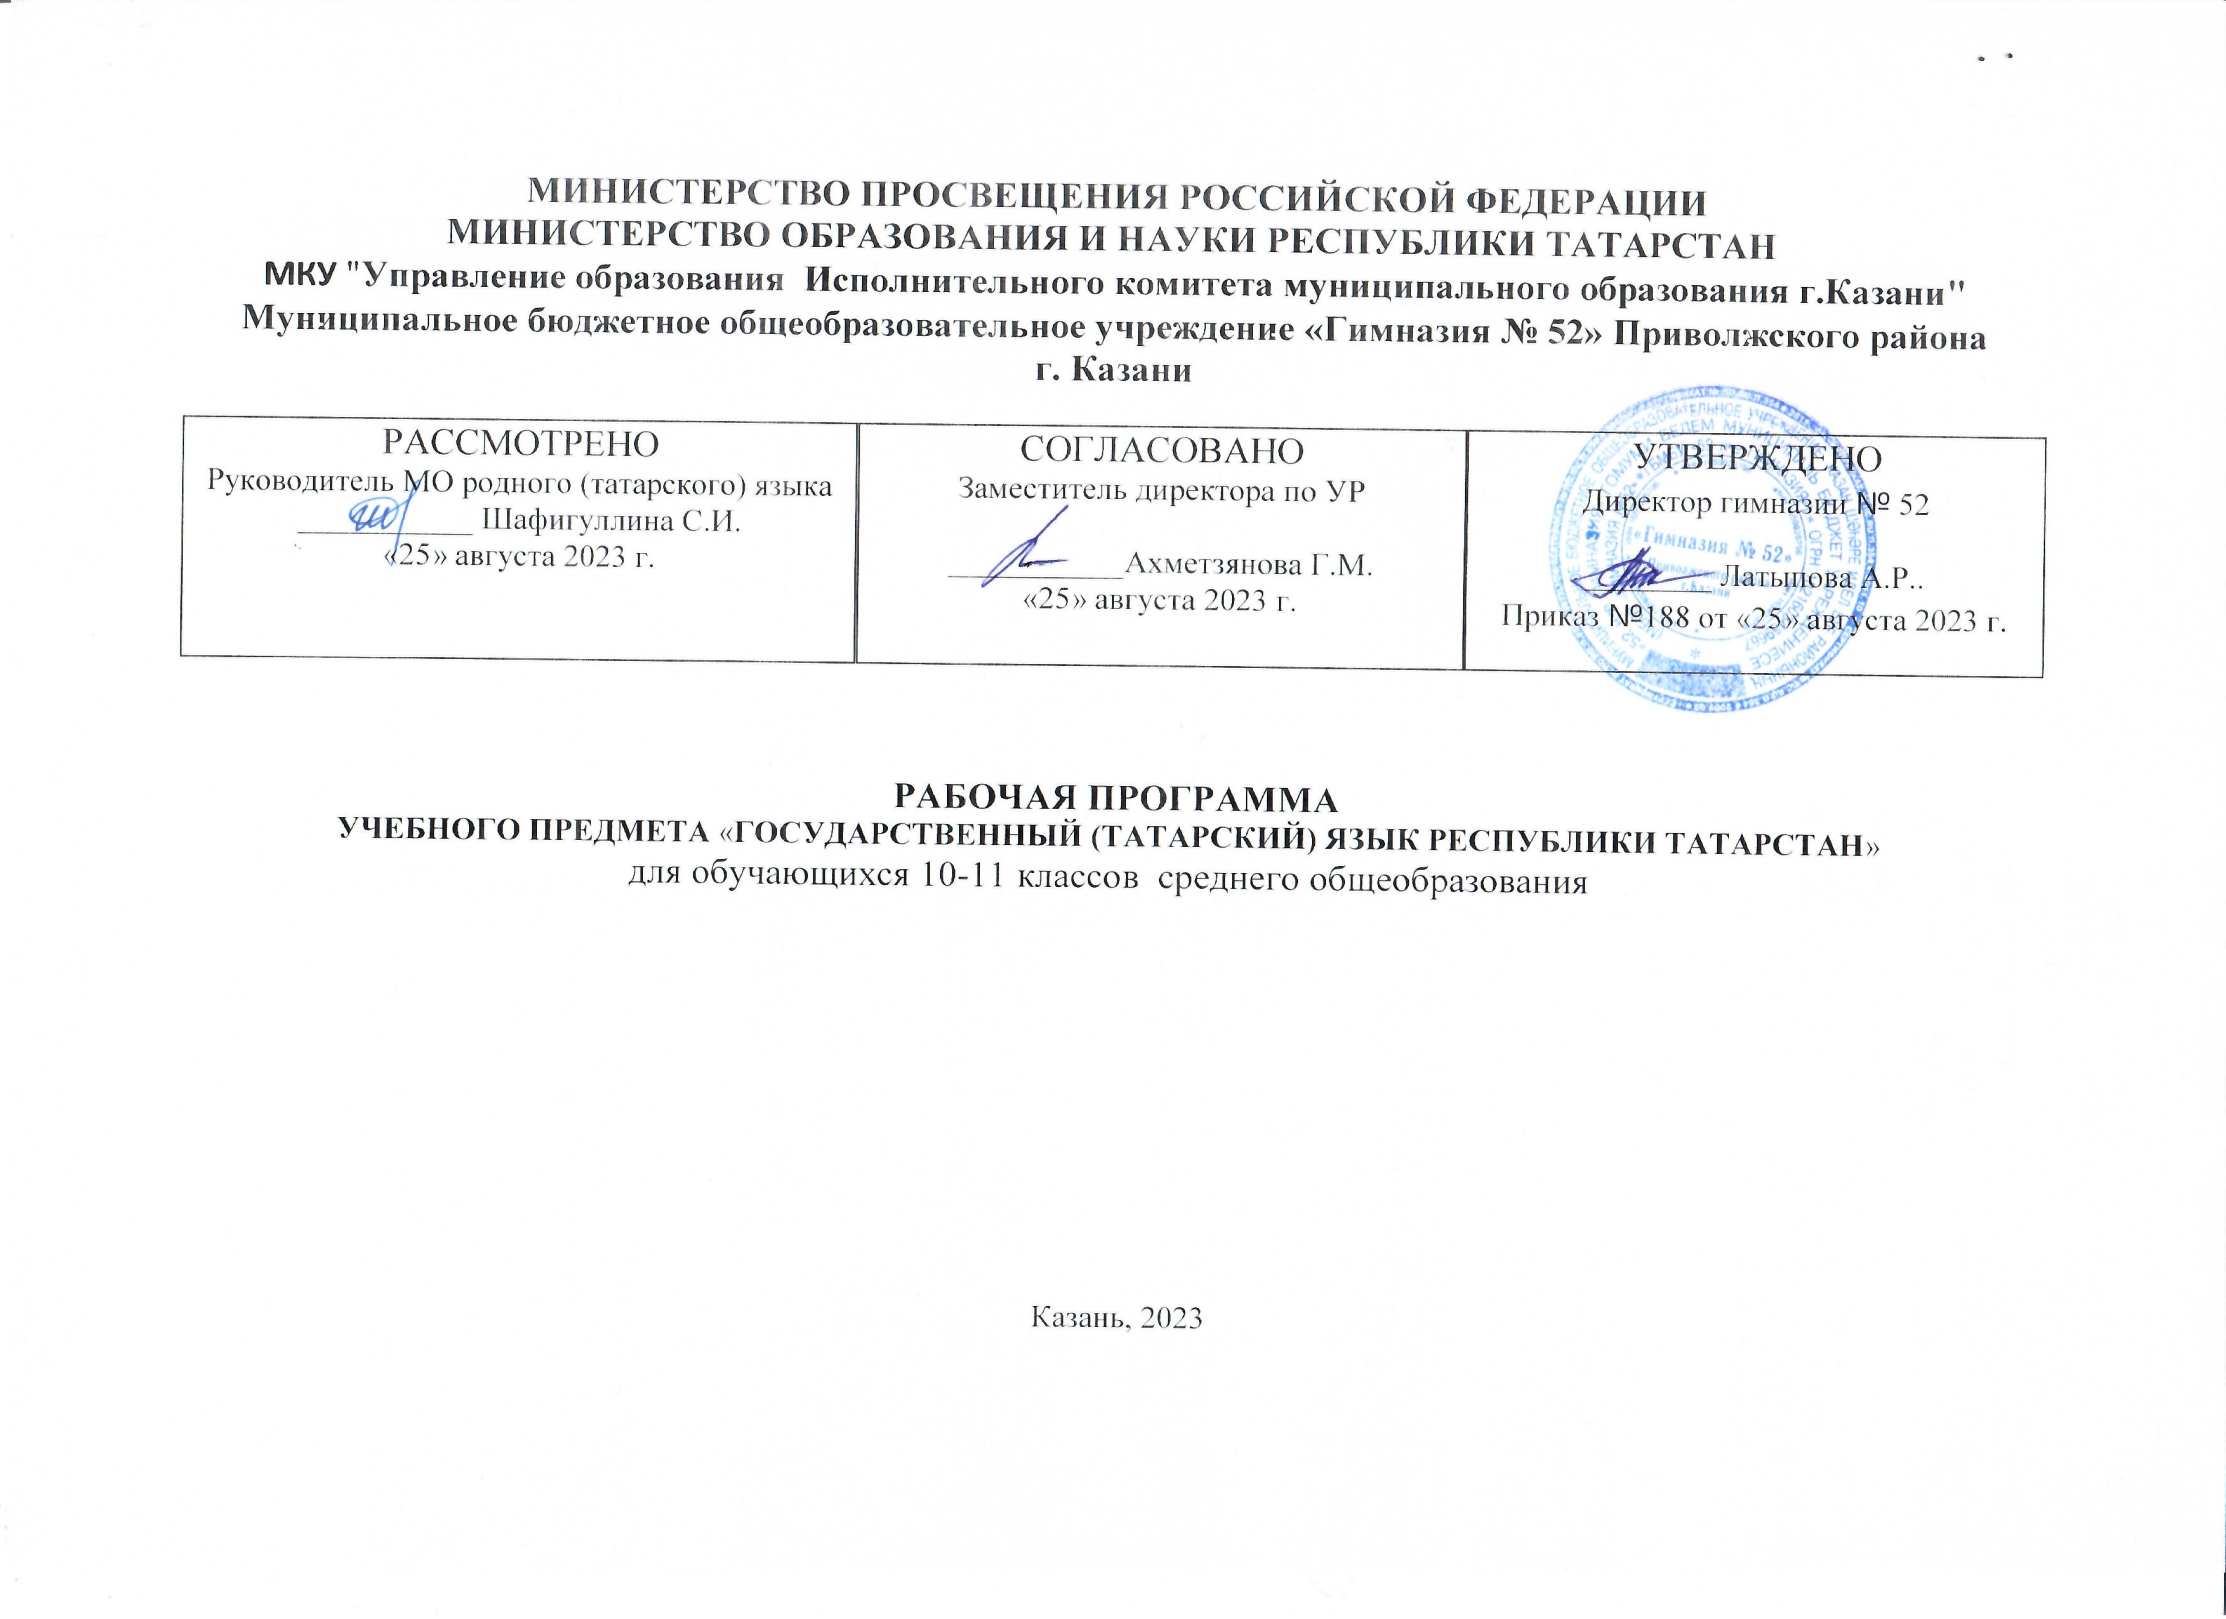 МИНИСТЕРСТВО ПРОСВЕЩЕНИЯ РОССИЙСКОЙ ФЕДЕРАЦИИ
МИНИСТЕРСТВО ОБРАЗОВАНИЯ И НАУКИ РЕСПУБЛИКИ ТАТАРСТАН
МКУ "Управление образования Исполнительного комитета муниципального образования г.Казани"
Муниципальное бюджетное общеобразовательное учреждение «Гимназия № 52» Приволжского района
г. Казани
РАССМОТРЕНО
Руководитель МО родного (татарского) языка
____________ Шафигуллина С.И.
«25» августа 2023 г.
СОГЛАСОВАНО
Заместитель директора по УР
____________Ахметзянова Г.М.
«25» августа 2023 г.
УТВЕРЖДЕНО
Директор гимназии № 52
_________ Латыпова А.Р..
Приказ №188 от «25» августа 2023 г.
«Гимназия № 52»
РАБОЧАЯ ПРОГРАММА
УЧЕБНОГО ПРЕДМЕТА «ГОСУДАРСТВЕННЫЙ (ТАТАРСКИЙ) ЯЗЫК РЕСПУБЛИКИ ТАТАРСТАН»
для обучающихся 10-11 классов среднего общеобразования
Казань, 2023